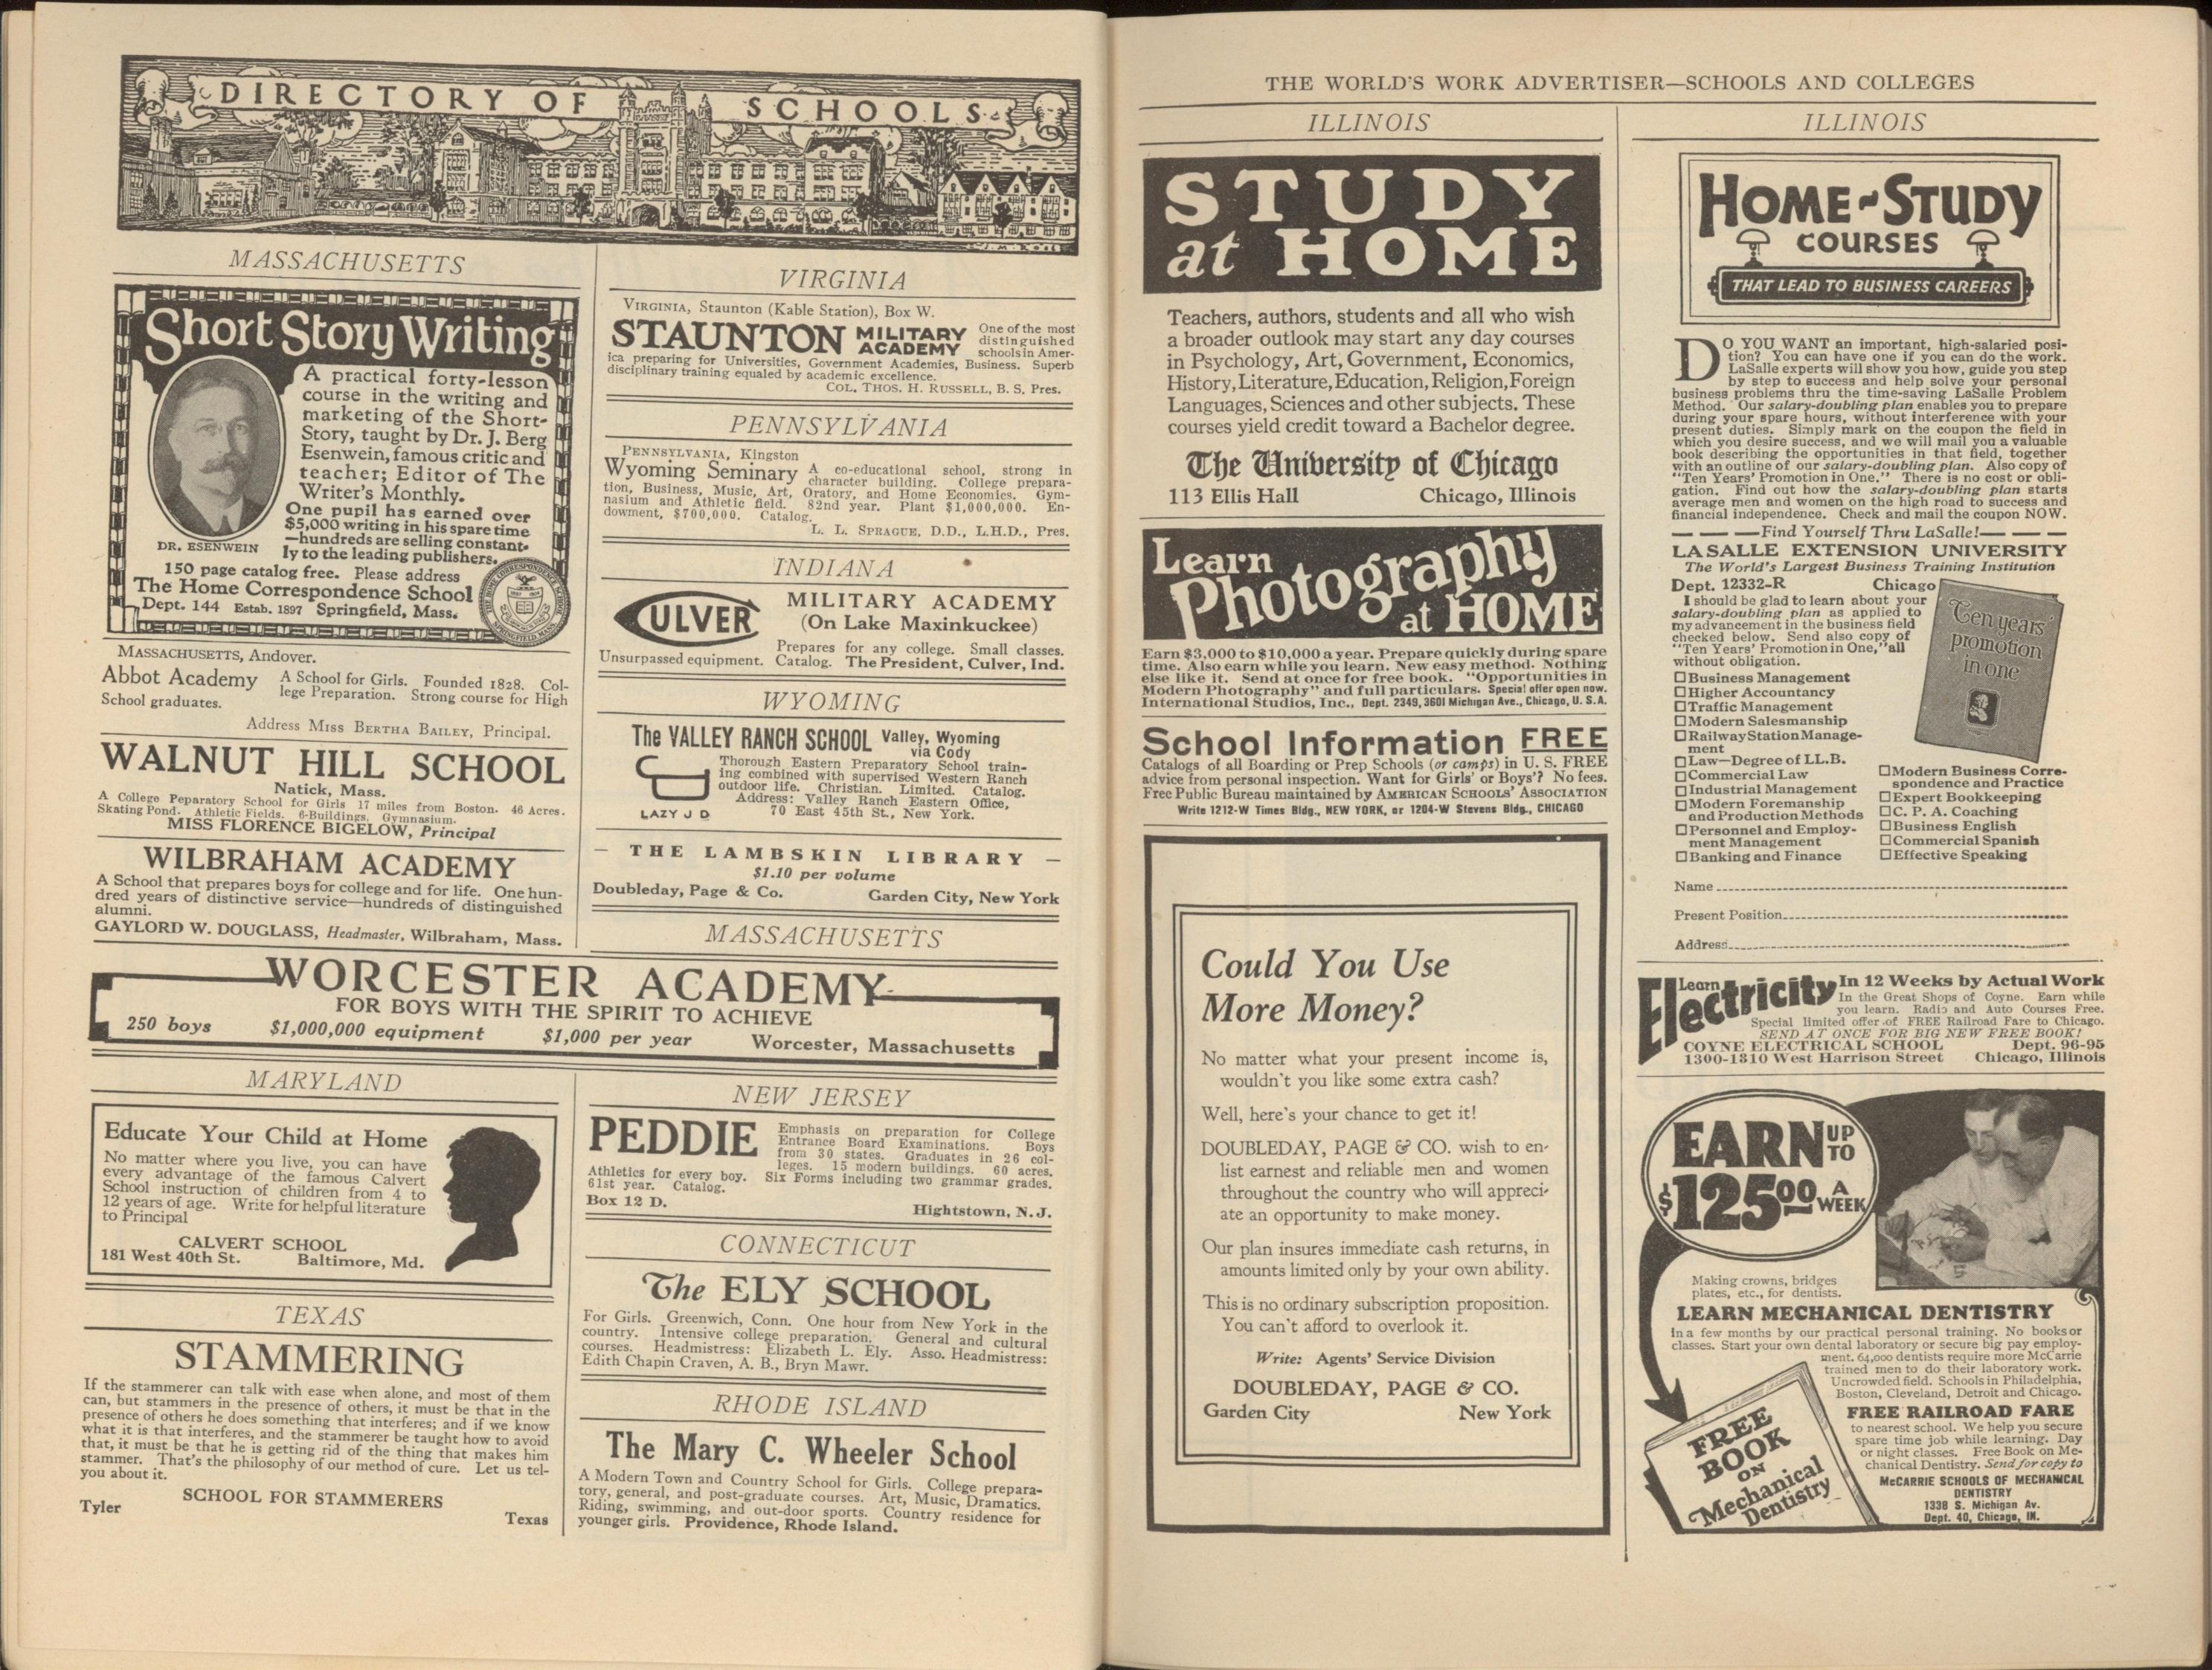 DIRECTORY OF SCHOOLS
MASSACHUSETTS
Short Story Writing
A practical forty-lesson
course in the writing and
marketing of the Short-
Story, taught by Dr. J. Berg
Esenwein, famous critic and
teacher; Editor of The
Writer's Monthly.
One pupil has earned over
$5,000 writing in his spare time
—hundreds are selling constant-
ly to the leading publishers.
DR. ESENWEIN
150 page catalog free. Please address
The Home Correspondence School
Dept. 144 Estab. 1897 Springfield, Mass.
THE HOME CORRESPONDENCE SCHOOL
SPRINGFIELD MASS
MASSACHUSETTS, Andover.
Abbot Academy A School for Girls. Founded 1828. Col-
lege Preparation. Strong course for High
School graduates.
Address MISS BERTHA BAILEY, Principal.
WALNUT HILL SCHOOL
Natick, Mass.
A College Peparatory School for Girls 17 miles from Boston. 46 Acres.
Skating Pond. Athletic Fields. 6-Buildings. Gymnasium.
MISS FLORENCE BIGELOW, Principal
WILBRAHAM ACADEMY
A School that prepares boys for college and for life. One hun-
dred years of distinctive service—hundreds of distinguished
alumni.
GAYLORD W. DOUGLASS, Headmaster, Wilbraham, Mass.
VIRGINIA
VIRGINIA, Staunton (Kable Station), Box W.
STAUNTON MILITARY ACADEMY One of the most
distinguished
schools in Amer-
ica preparing for Universities, Government Academies, Business. Superb
disciplinary training equaled by academic excellence.
COL. THOS. H. RUSSELL, B. S. Pres.
PENNSYLVANIA
PENNSYLVANIA, Kingston
Wyoming Seminary A co-educational school, strong in
character building. College prepara-
tion, Business, Music, Art, Oratory, and Home Economics. Gym-
nasium and Athletic field. 82nd year. Plant $1,000,000. En-
dowment, $700,000. Catalog.
L. L. SPRAGUE, D.D., L.H.D., Pres.
INDIANA
CULVER MILITARY ACADEMY
(On Lake Maxinkuckee)
Prepares for any college. Small classes.
Unsurpassed equipment. Catalog. The President, Culver, Ind.
WYOMING
The VALLEY RANCH SCHOOL Valley, Wyoming
via Cody
Thorough Eastern Preparatory School train-
ing combined with supervised Western Ranch
outdoor life. Christian. Limited. Catalog.
Address: Valley Ranch Eastern Office,
70 East 45th St., New York.
LAZY J D
— THE LAMBSKIN LIBRARY —
$1.10 per volume
Doubleday, Page & Co. Garden City, New York
MASSACHUSETTS
WORCESTER ACADEMY
FOR BOYS WITH THE SPIRIT TO ACHIEVE
250 boys $1,000,000 equipment $1,000 per year Worcester, Massachusetts
MARYLAND
Educate Your Child at Home
No matter where you live, you can have
every advantage of the famous Calvert
School instruction of children from 4 to
12 years of age. Write for helpful literature
to Principal
CALVERT SCHOOL
181 West 40th St. Baltimore, Md.
TEXAS
STAMMERING
If the stammerer can talk with ease when alone, and most of them
can, but stammers in the presence of others, it must be that in the
presence of others he does something that interferes; and if we know
what it is that interferes, and the stammerer be taught how to avoid
that, it must be that he is getting rid of the thing that makes him
stammer. That's the philosophy of our method of cure. Let us tel-
you about it.
SCHOOL FOR STAMMERERS
Tyler Texas
NEW JERSEY
PEDDIE Emphasis on preparation for College
Entrance Board Examinations. Boys
from 30 states. Graduates in 26 col-
leges. 15 modern buildings. 60 acres.
Athletics for every boy. Six Forms including two grammar grades.
61st year. Catalog.
Box 12 D. Hightstown, N.J.
CONNECTICUT
The ELY SCHOOL
For Girls. Greenwich, Conn. One hour from New York in the
country. Intensive college preparation. General and cultural
courses. Headmistress: Elizabeth L. Ely. Asso. Headmistress:
Edith Chapin Craven, A. B., Bryn Mawr.
RHODE ISLAND
The Mary C. Wheeler School
A Modern Town and Country School for Girls. College prepara-
tory, general, and post-graduate courses. Art, Music, Dramatics.
Riding, swimming, and out-door sports. Country residence for
younger girls. Providence, Rhode Island.
THE WORLD'S WORK ADVERTISER—SCHOOLS AND COLLEGES
ILLINOIS
STUDY
at HOME
Teachers, authors, students and all who wish
a broader outlook may start any day courses
in Psychology, Art, Government, Economics,
History, Literature, Education, Religion, Foreign
Languages, Sciences and other subjects. These
courses yield credit toward a Bachelor degree.
The University of Chicago
113 Ellis Hall Chicago, Illinois
Learn
Photography
at HOME
Earn $3,000 to $10,000 a year. Prepare quickly during spare
time. Also earn while you learn. New easy method. Nothing
else like it. Send at once for free book. "Opportunities in
Modern Photography" and full particulars. Special offer open now.
International Studios, Inc., Dept. 2349, 3601 Michigan Ave., Chicago, U. S. A.
School Information FREE
Catalogs of all Boarding or Prep Schools (or camps) in U. S. FREE
advice from personal inspection. Want for Girls' or Boys'? No fees.
Free Public Bureau maintained by AMERICAN SCHOOLS' ASSOCIATION
Write 1212-W Times Bldg., NEW YORK, or 1204-W Stevens Bldg., CHICAGO
Could You Use
More Money?
No matter what your present income is,
wouldn't you like some extra cash?
Well, here's your chance to get it!
DOUBLEDAY, PAGE & CO. wish to en-
list earnest and reliable men and women
throughout the country who will appreci-
ate an opportunity to make money.
Our plan insures immediate cash returns, in
amounts limited only by your own ability.
This is no ordinary subscription proposition.
You can't afford to overlook it.
Write: Agents' Service Division
DOUBLEDAY, PAGE & CO.
Garden City New York
ILLINOIS
HOME-STUDY
COURSES
THAT LEAD TO BUSINESS CAREERS
DO YOU WANT an important, high-salaried posi-
tion? You can have one if you can do the work.
LaSalle experts will show you how, guide you step
by step to success and help solve your personal
business problems thru the time-saving LaSalle Problem
Method. Our salary-doubling plan enables you to prepare
during your spare hours, without interference with your
present duties. Simply mark on the coupon the field in
which you desire success, and we will mail you a valuable
book describing the opportunities in that field, together
with an outline of our salary-doubling plan. Also copy of
"Ten Years' Promotion in One." There is no cost or obli-
gation. Find out how the salary-doubling plan starts
average men and women on the high road to success and
financial independence. Check and mail the coupon NOW.
— — — —Find Yourself Thru LaSalle!— — — —
LA SALLE EXTENSION UNIVERSITY
The World's Largest Business Training Institution
Dept. 12332-R Chicago
I should be glad to learn about your
salary-doubling plan as applied to
my advancement in the business field
checked below. Send also copy of
"Ten Years' Promotion in One," all
without obligation.
Ten years'
promotion
in one
☐ Business Management
☐ Higher Accountancy
☐ Traffic Management
☐ Modern Salesmanship
☐ Railway Station Manage-
ment
☐ Law—Degree of LL.B.
☐ Commercial Law
☐ Industrial Management
☐ Modern Foremanship
and Production Methods
☐ Personnel and Employ-
ment Management
☐ Banking and Finance
☐ Modern Business Corre-
spondence and Practice
☐ Expert Bookkeeping
☐ C. P. A. Coaching
☐ Business English
☐ Commercial Spanish
☐ Effective Speaking
Name
Present Position
Address
Learn
Electricity In 12 Weeks by Actual Work
In the Great Shops of Coyne. Earn while
you learn. Radio and Auto Courses Free.
Special limited offer of FREE Railroad Fare to Chicago.
SEND AT ONCE FOR BIG NEW FREE BOOK!
COYNE ELECTRICAL SCHOOL Dept. 96-95
1300-1310 West Harrison Street Chicago, Illinois
EARN UP TO
$125.00 A WEEK
Making crowns, bridges
plates, etc., for dentists.
LEARN MECHANICAL DENTISTRY
In a few months by our practical personal training. No books or
classes. Start your own dental laboratory or secure big pay employ-
ment. 64,000 dentists require more McCarrie
trained men to do their laboratory work.
Uncrowded field. Schools in Philadelphia,
Boston, Cleveland, Detroit and Chicago.
FREE RAILROAD FARE
to nearest school. We help you secure
spare time job while learning. Day
or night classes. Free Book on Me-
chanical Dentistry. Send for copy to
McCARRIE SCHOOLS OF MECHANICAL
DENTISTRY
1338 S. Michigan Av.
Dept. 40, Chicago, Ill.
FREE
BOOK
ON
Mechanical
Dentistry